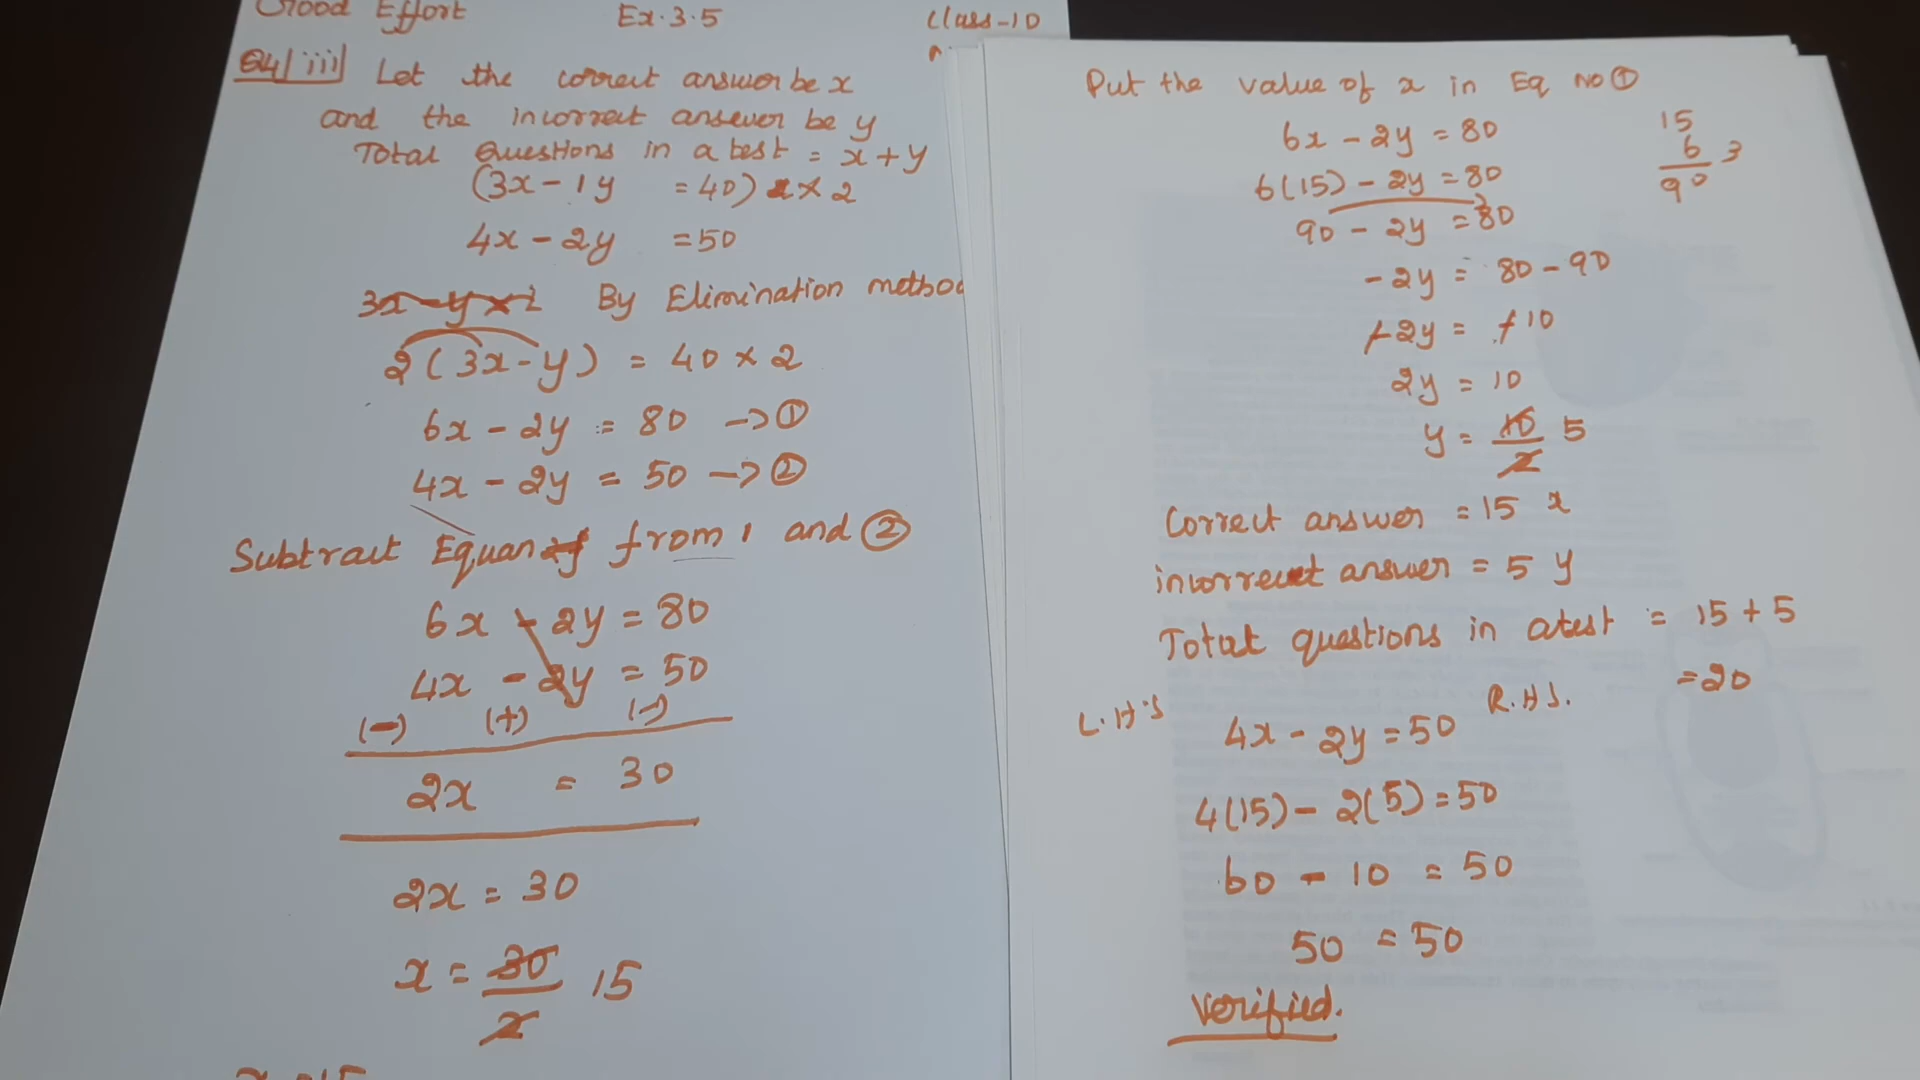 Good Effort Ex.3.5 Class-10
Q4/iii) Let the correct answer be x
and the incorrect answer be y
Total Questions in a test = x + y
(3x - 1y = 40) × 2
4x - 2y = 50
3x - y × 2 By Elimination method
2(3x - y) = 40 × 2
6x - 2y = 80 -> ①
4x - 2y = 50 -> ②
Subtract from 1 and ②
6x - 2y = 80
4x - 2y = 50
(-) (+) (-)
2x = 30
2x = 30
x = 30/2 15
Put the value of x in Eq No ①
6x - 2y = 80
6(15) - 2y = 80
90 - 2y = 80
-2y = 80 - 90
-2y = -10
2y = 10
y = 10/2 5
15
6 3
90
Correct answer = 15 x
incorrect answer = 5 y
Total questions in a test = 15 + 5
= 20
L.H.S R.H.S.
4x - 2y = 50
4(15) - 2(5) = 50
60 - 10 = 50
50 = 50
Verified.